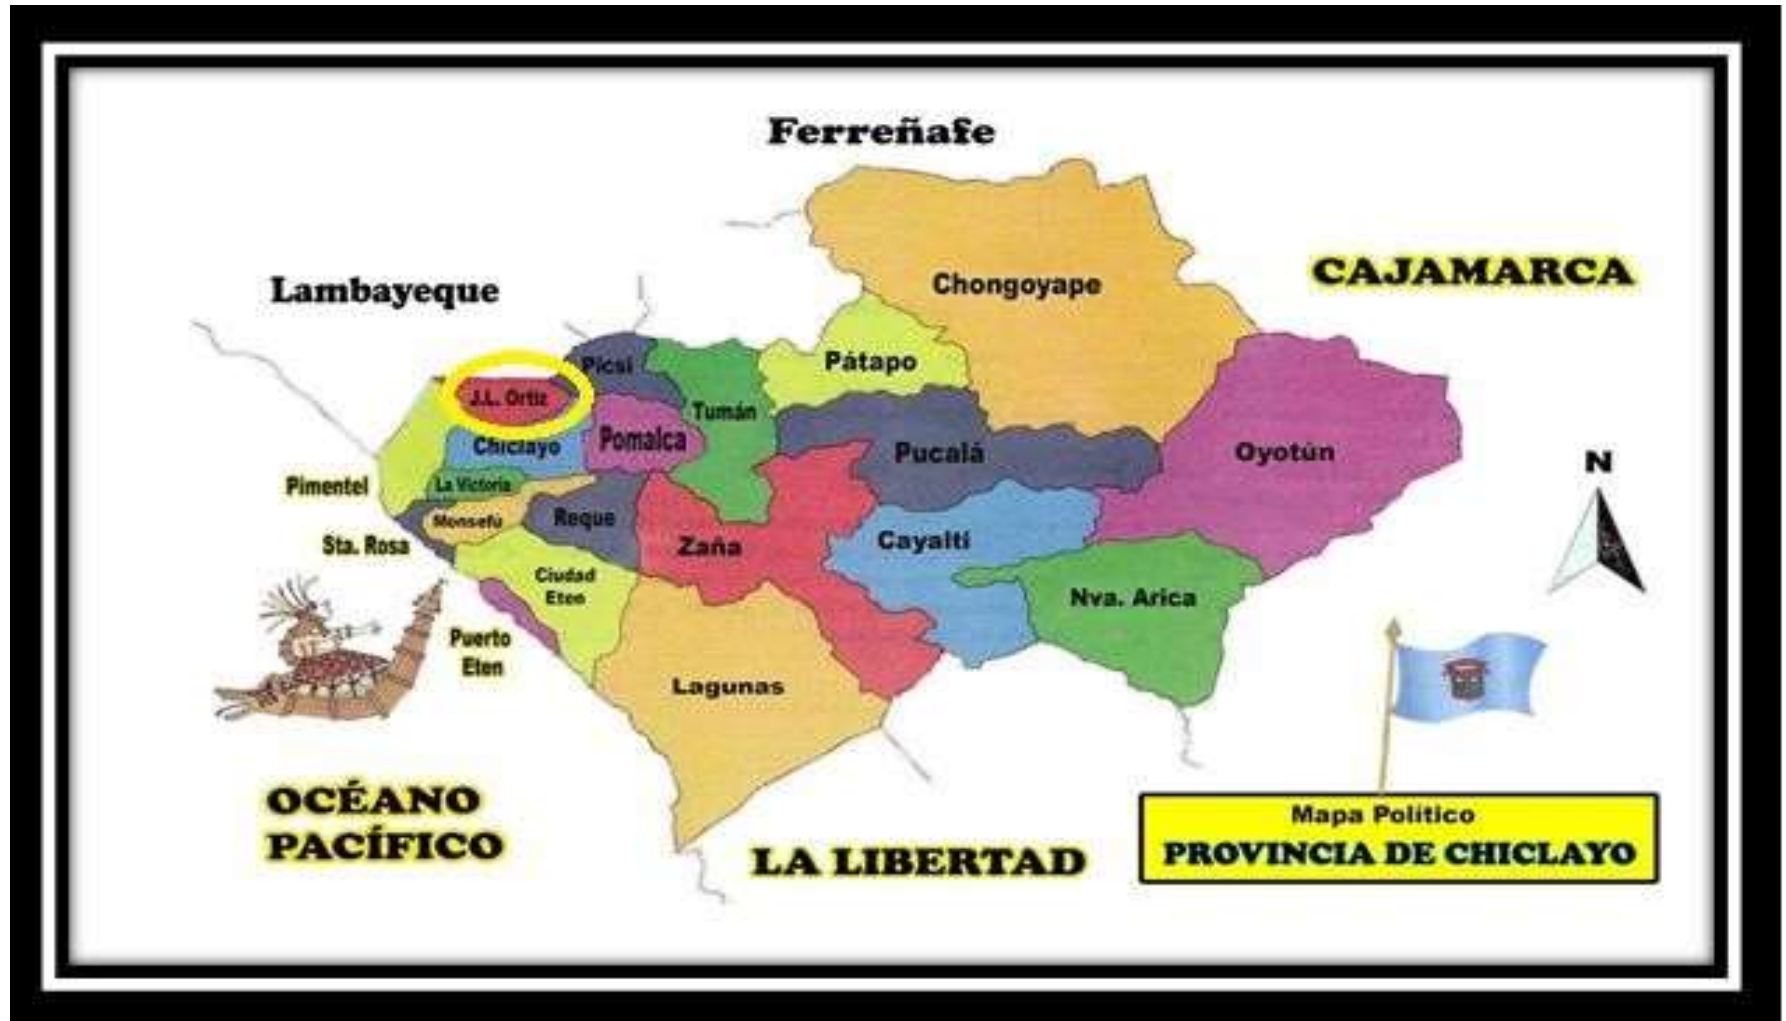 Ferreñafe
CAJAMARCA
Lambayeque
Chongoyape
Picsi
Pátapo
J.L. Ortiz
Tumán
Chiclayo
Pomalca
Pucalá
Oyotún
N
Pimentel
La Victoria
Monsefú
Reque
Sta. Rosa
Zaña
Cayaltí
Ciudad
Eten
Nva. Arica
Puerto
Eten
Lagunas
OCÉANO
PACÍFICO
LA LIBERTAD
Mapa Político
PROVINCIA DE CHICLAYO